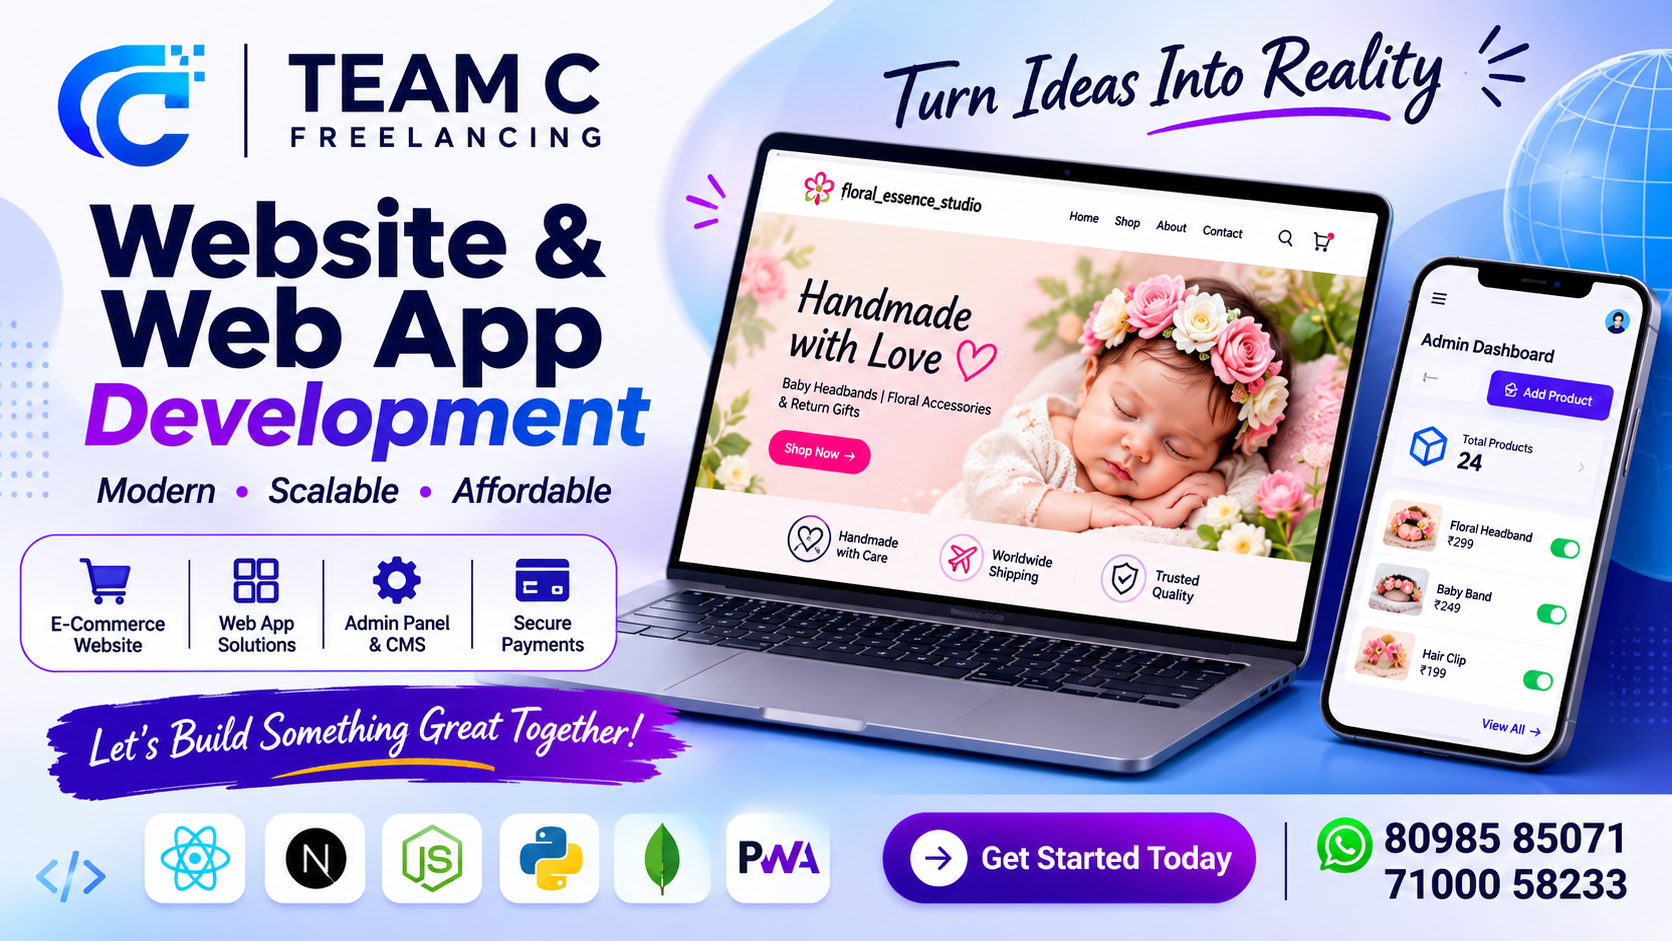 TEAM C
FREELANCING
Website &
Web App
Development
Modern • Scalable • Affordable
E-Commerce
Website
Web App
Solutions
Admin Panel
& CMS
Secure
Payments
Let's Build Something Great Together!
Turn Ideas Into Reality
floral_essence_studio
Home
Shop
About
Contact
Handmade
with Love
Baby Headbands | Floral Accessories
& Return Gifts
Shop Now →
Handmade
with Care
Worldwide
Shipping
Trusted
Quality
Admin Dashboard
Add Product
Total Products
24
Floral Headband
₹299
Baby Band
₹249
Hair Clip
₹199
View All →
</>
N
JS
PWA
Get Started Today
80985 85071
71000 58233